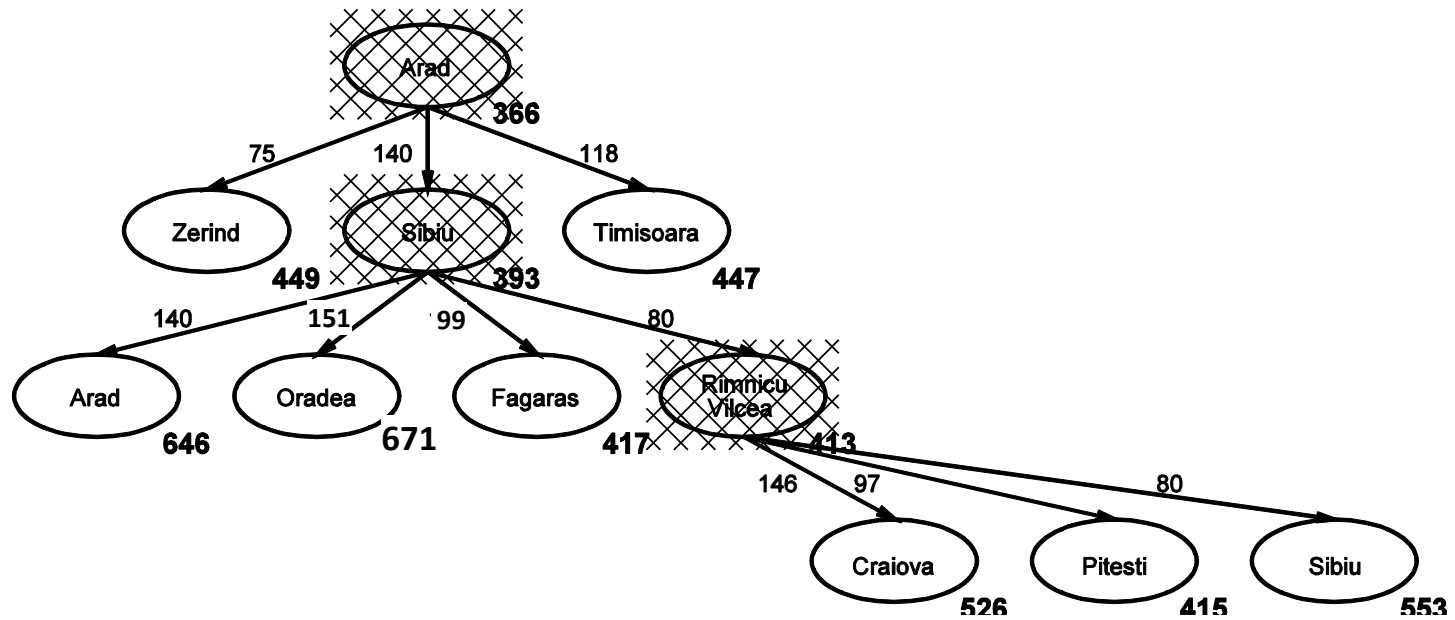 Arad
366
75
140
118
Zerind
449
Sibiu
393
Timisoara
447
140
151
99
80
Arad
646
Oradea
671
Fagaras
417
Rimnicu
Vilcea
413
146
97
80
Craiova
526
Pitesti
415
Sibiu
553